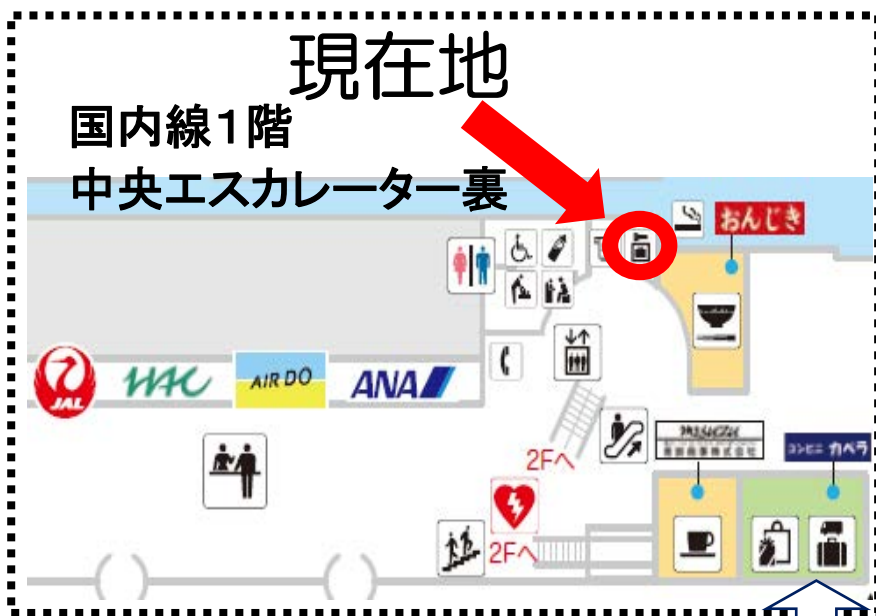 現在地
国内線１階
中央エスカレーター裏
おんじき
JAL
HAC
AIR DO
ANA
2Fへ
コンビニ カペラ
2Fへ